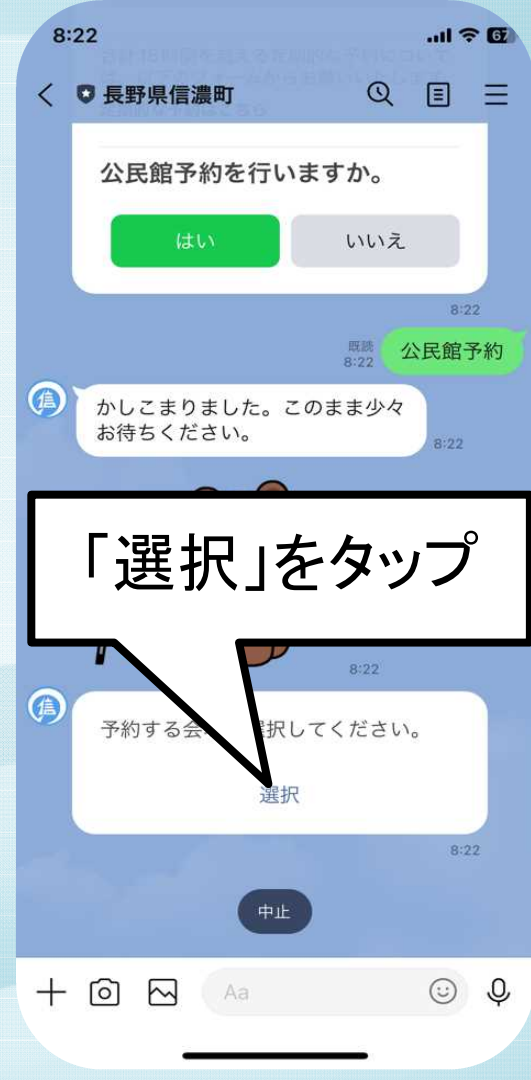 8:22
67
長野県信濃町
公民館予約を行いますか。
はい
いいえ
8:22
既読
8:22
公民館予約
信
かしこまりました。このまま少々
お待ちください。
8:22
「選択」をタップ
8:22
信
予約する会
択してください。
選択
8:22
中止
Aa